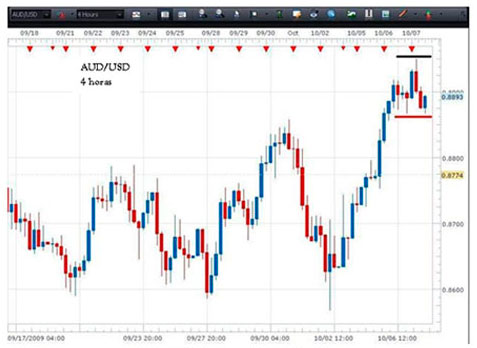 AUD/USD 4 Hours
09/18 09/21 09/22 09/23 09/24 09/25 09/28 09/29 09/30 Oct 10/02 10/05 10/06 10/07
AUD/USD
4 horas
0.8893
0.8800
0.8774
0.8700
0.8600
09/17/2009 04:00 09/23 20:00 09/27 20:00 09/30 04:00 10/02 12:00 10/06 12:00